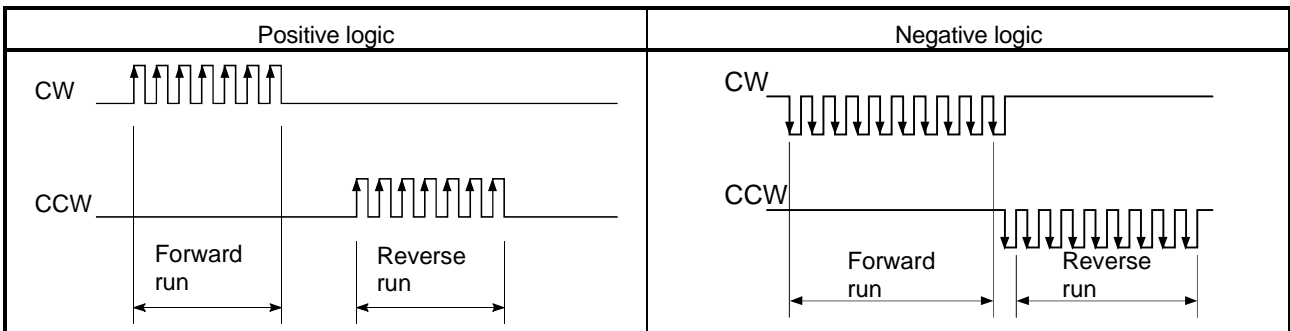 Positive logic
Negative logic
CW
CCW
Forward
run
Reverse
run
CW
CCW
Forward
run
Reverse
run